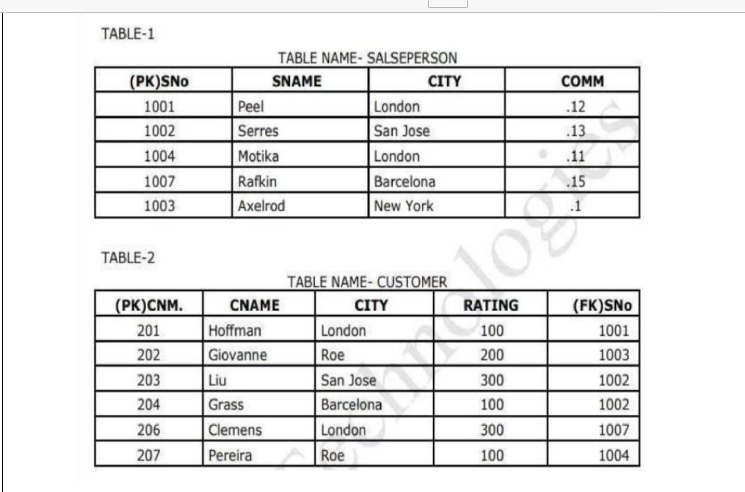 TABLE-1
TABLE NAME- SALSEPERSON
(PK)SNo SNAME CITY COMM
1001 Peel London .12
1002 Serres San Jose .13
1004 Motika London .11
1007 Rafkin Barcelona .15
1003 Axelrod New York .1
TABLE-2
TABLE NAME- CUSTOMER
(PK)CNM. CNAME CITY RATING (FK)SNo
201 Hoffman London 100 1001
202 Giovanne Roe 200 1003
203 Liu San Jose 300 1002
204 Grass Barcelona 100 1002
206 Clemens London 300 1007
207 Pereira Roe 100 1004
Technologies